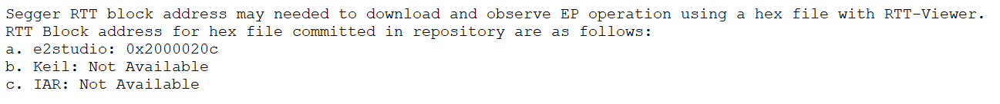 Segger RTT block address may needed to download and observe EP operation using a hex file with RTT-Viewer.
RTT Block address for hex file committed in repository are as follows:
a. e2studio: 0x2000020c
b. Keil: Not Available
c. IAR: Not Available